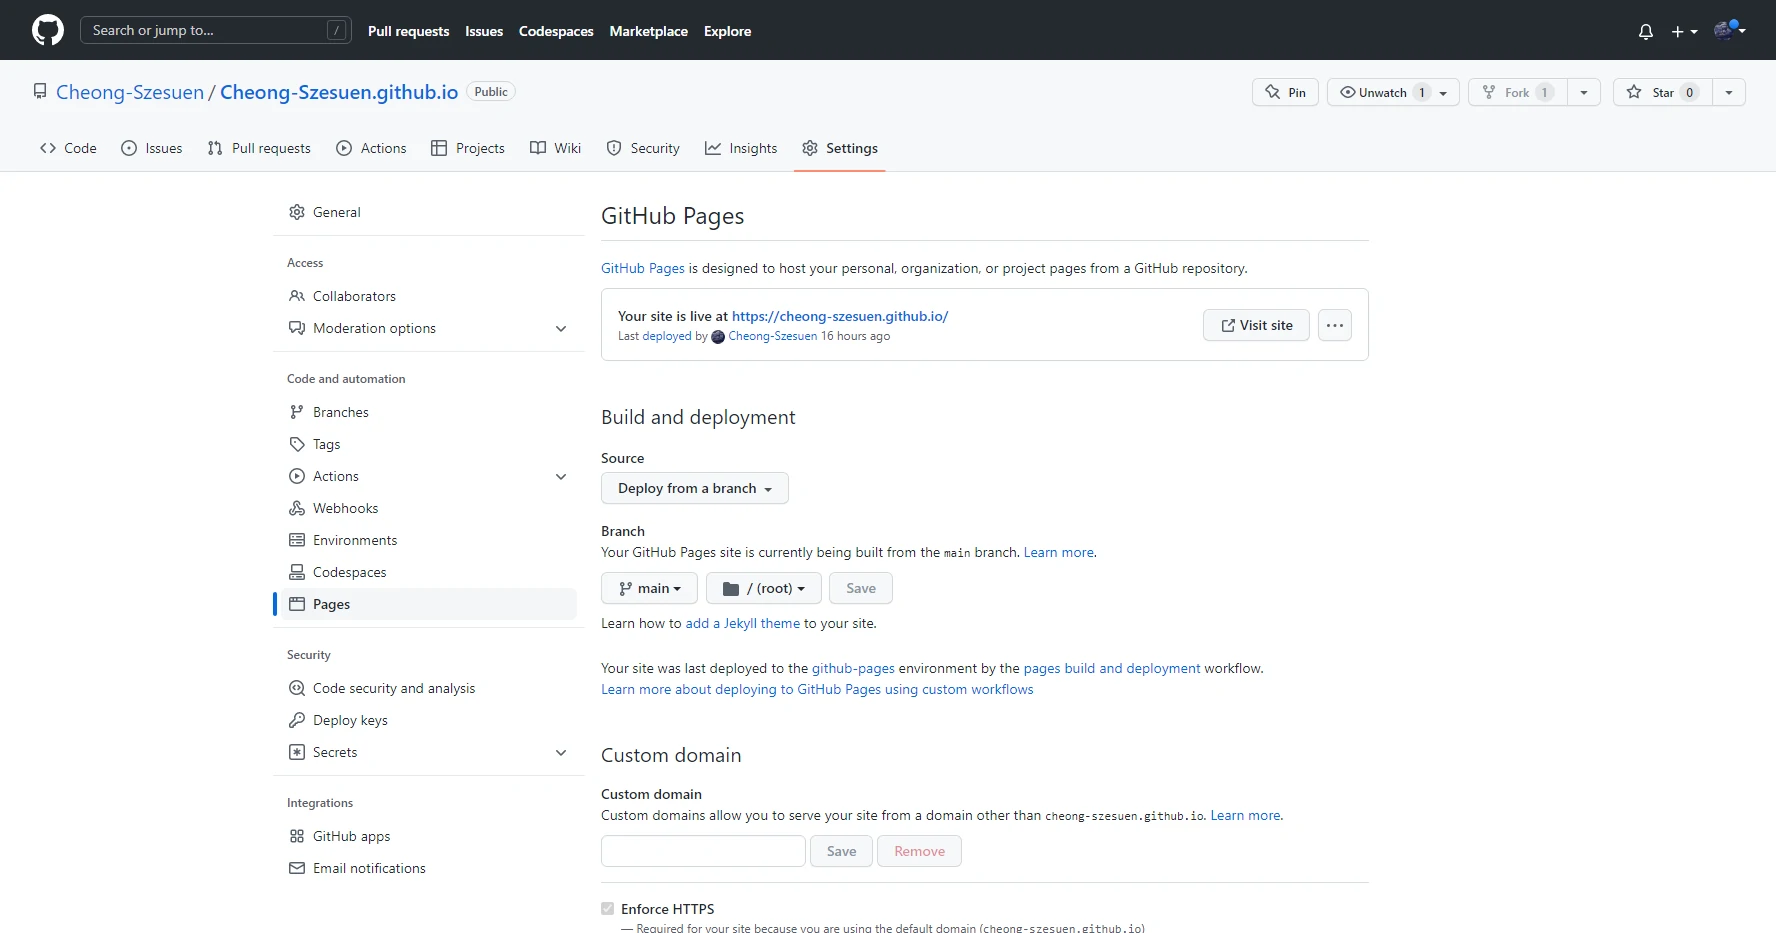 Search or jump to... /
Pull requests Issues Codespaces Marketplace Explore
Cheong-Szesuen / Cheong-Szesuen.github.io Public
Pin Unwatch 1 Fork 1 Star 0
Code Issues Pull requests Actions Projects Wiki Security Insights Settings
General
Access
Collaborators
Moderation options
Code and automation
Branches
Tags
Actions
Webhooks
Environments
Codespaces
Pages
Security
Code security and analysis
Deploy keys
Secrets
Integrations
GitHub apps
Email notifications
GitHub Pages
GitHub Pages is designed to host your personal, organization, or project pages from a GitHub repository.
Your site is live at https://cheong-szesuen.github.io/
Last deployed by Cheong-Szesuen 16 hours ago
Visit site
Build and deployment
Source
Deploy from a branch
Branch
Your GitHub Pages site is currently being built from the main branch. Learn more.
main / (root) Save
Learn how to add a Jekyll theme to your site.
Your site was last deployed to the github-pages environment by the pages build and deployment workflow.
Learn more about deploying to GitHub Pages using custom workflows
Custom domain
Custom domain
Custom domains allow you to serve your site from a domain other than cheong-szesuen.github.io. Learn more.
Save Remove
Enforce HTTPS
— Required for your site because you are using the default domain (cheong-szesuen.github.io)